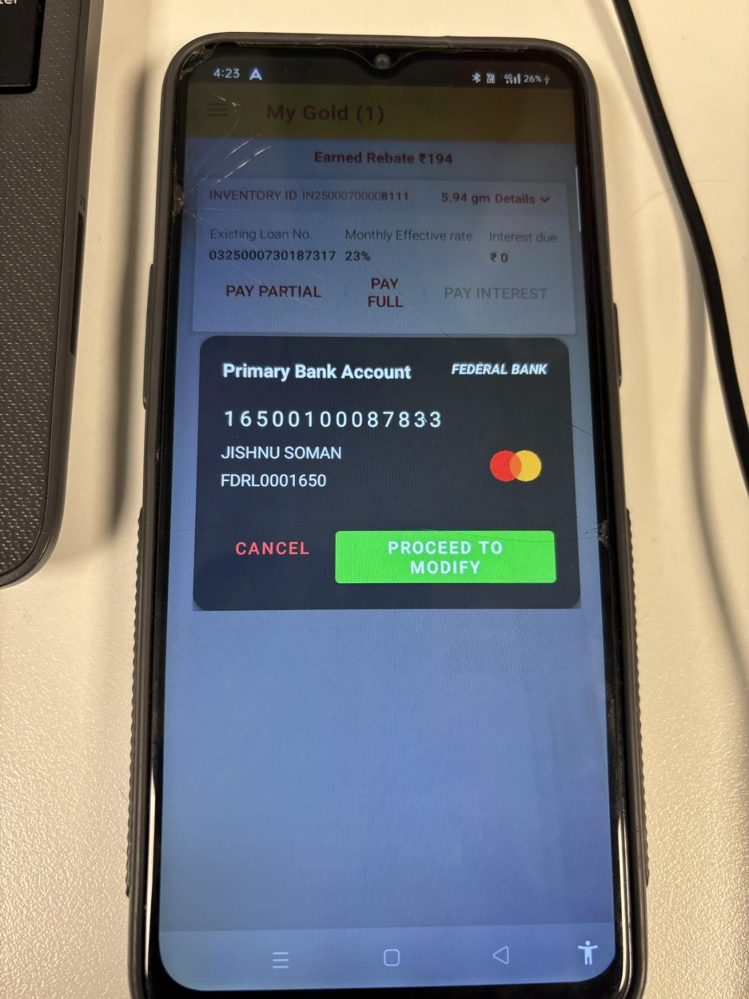 4:23 26%
My Gold (1)
Earned Rebate ₹194
INVENTORY ID IN25000700008111 5.94 gm Details
Existing Loan No. Monthly Effective rate Interest due
0325000730187317 23% ₹ 0
PAY PARTIAL PAY FULL PAY INTEREST
Primary Bank Account FEDERAL BANK
16500100087833
JISHNU SOMAN
FDRL0001650
CANCEL PROCEED TO
MODIFY